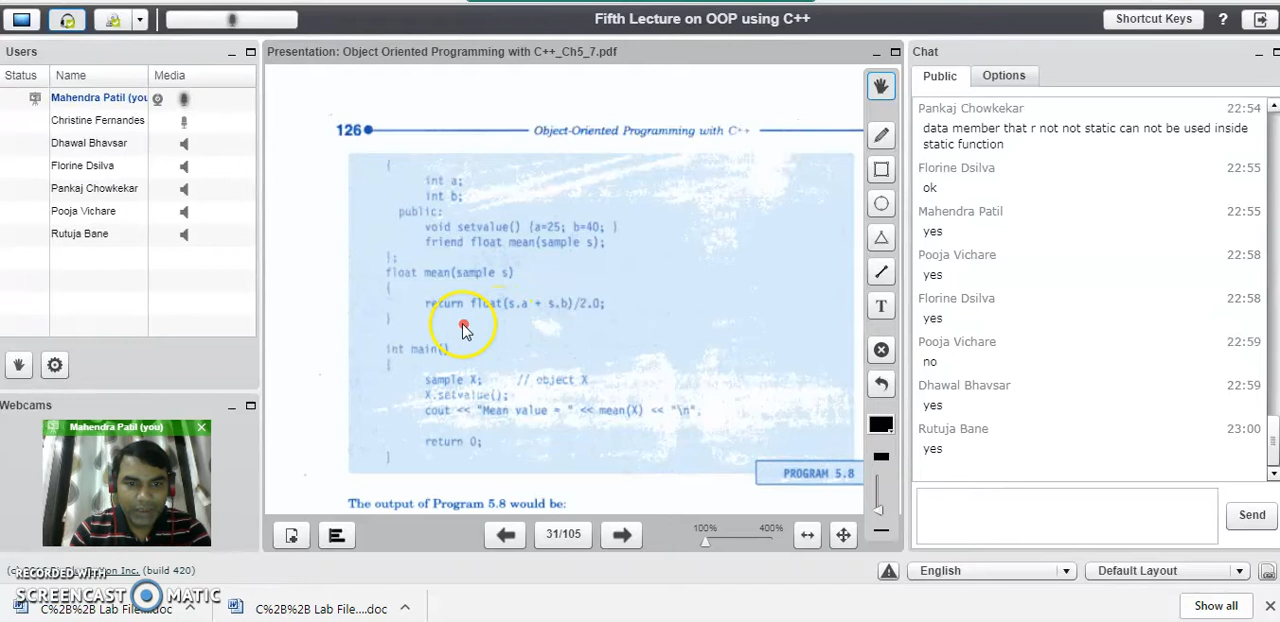 Fifth Lecture on OOP using C++
Shortcut Keys
?
Users
Status Name Media
Mahendra Patil (you
Christine Fernandes
Dhawal Bhavsar
Florine Dsilva
Pankaj Chowkekar
Pooja Vichare
Rutuja Bane
Webcams
Mahendra Patil (you)
Presentation: Object Oriented Programming with C++_Ch5_7.pdf
126 Object-Oriented Programming with C++
{
int a;
int b;
public:
void setvalue() {a=25; b=40; }
friend float mean(sample s);
};
float mean(sample s)
{
return float(s.a + s.b)/2.0;
}
int main()
{
sample X; // object X
X.setvalue();
cout << "Mean value = " << mean(X) << "\n";
return 0;
}
PROGRAM 5.8
The output of Program 5.8 would be:
T
31/105
100% 400%
Chat
Public Options
Pankaj Chowkekar 22:54
data member that r not not static can not be used inside
static function
Florine Dsilva 22:55
ok
Mahendra Patil 22:55
yes
Pooja Vichare 22:58
yes
Florine Dsilva 22:58
yes
Pooja Vichare 22:59
no
Dhawal Bhavsar 22:59
yes
Rutuja Bane 23:00
yes
Send
Inc. (build 420)
English
Default Layout
RECORDED WITH
SCREENCAST MATIC
C%2B%2B Lab File....doc
C%2B%2B Lab File....doc
Show all